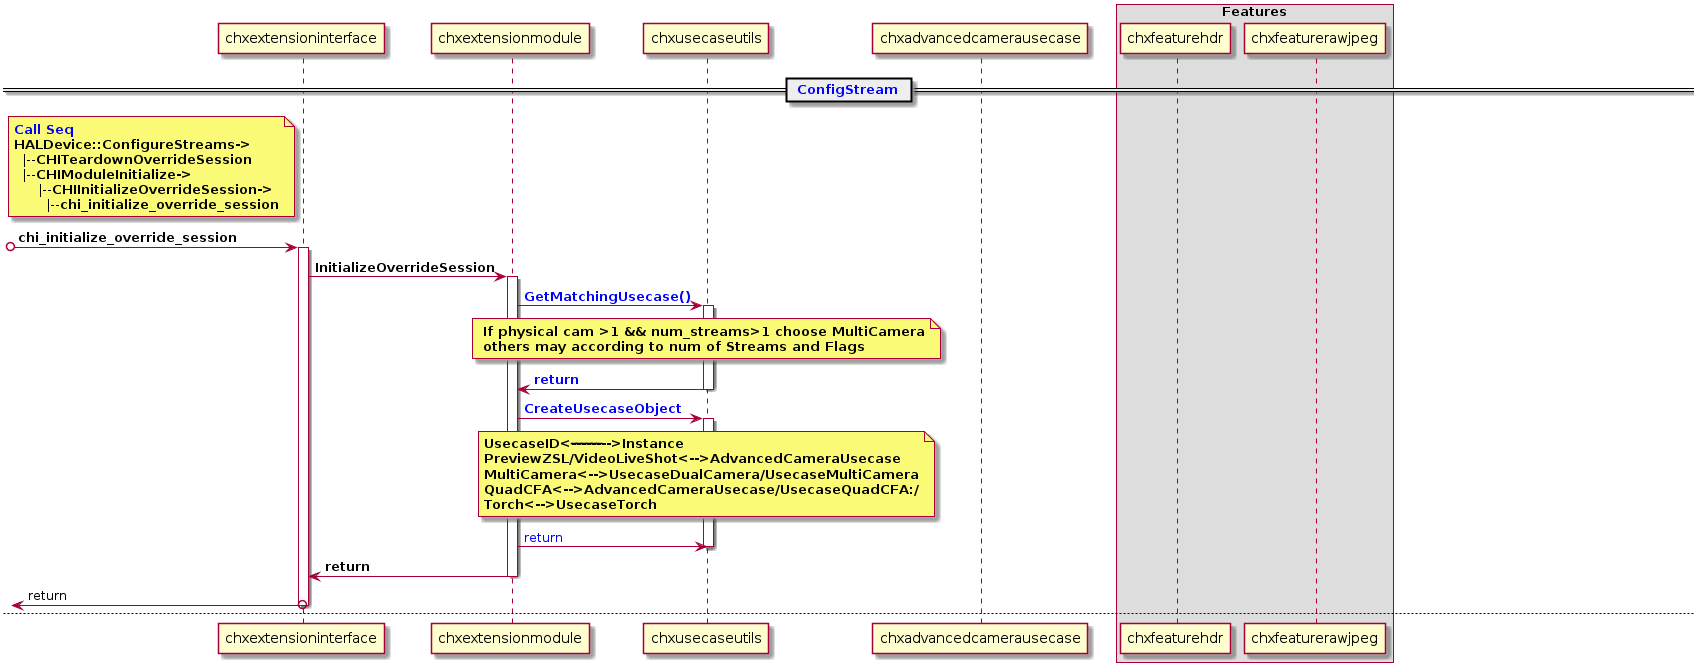 Features
chxextensioninterface
chxextensionmodule
chxusecaseutils
chxadvancedcamerausecase
chxfeaturehdr
chxfeaturerawjpeg
ConfigStream
Call Seq
HALDevice::ConfigureStreams->
|--CHITeardownOverrideSession
|--CHIModuleInitialize->
|--CHIInitializeOverrideSession->
|--chi_initialize_override_session
chi_initialize_override_session
InitializeOverrideSession
GetMatchingUsecase()
If physical cam >1 && num_streams>1 choose MultiCamera
others may according to num of Streams and Flags
return
CreateUsecaseObject
UsecaseID<-------->Instance
PreviewZSL/VideoLiveShot<-->AdvancedCameraUsecase
MultiCamera<-->UsecaseDualCamera/UsecaseMultiCamera
QuadCFA<-->AdvancedCameraUsecase/UsecaseQuadCFA:/
Torch<-->UsecaseTorch
return
return
return
chxextensioninterface
chxextensionmodule
chxusecaseutils
chxadvancedcamerausecase
chxfeaturehdr
chxfeaturerawjpeg